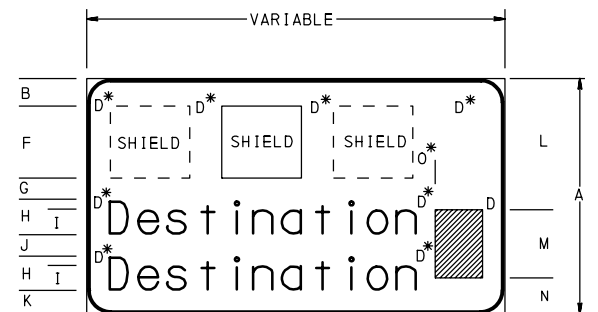 VARIABLE
B
D* D* D* D*
F SHIELD SHIELD SHIELD L
O*
A
G
D* D* D
H I Destination
J D* D* M
H I Destination
K N